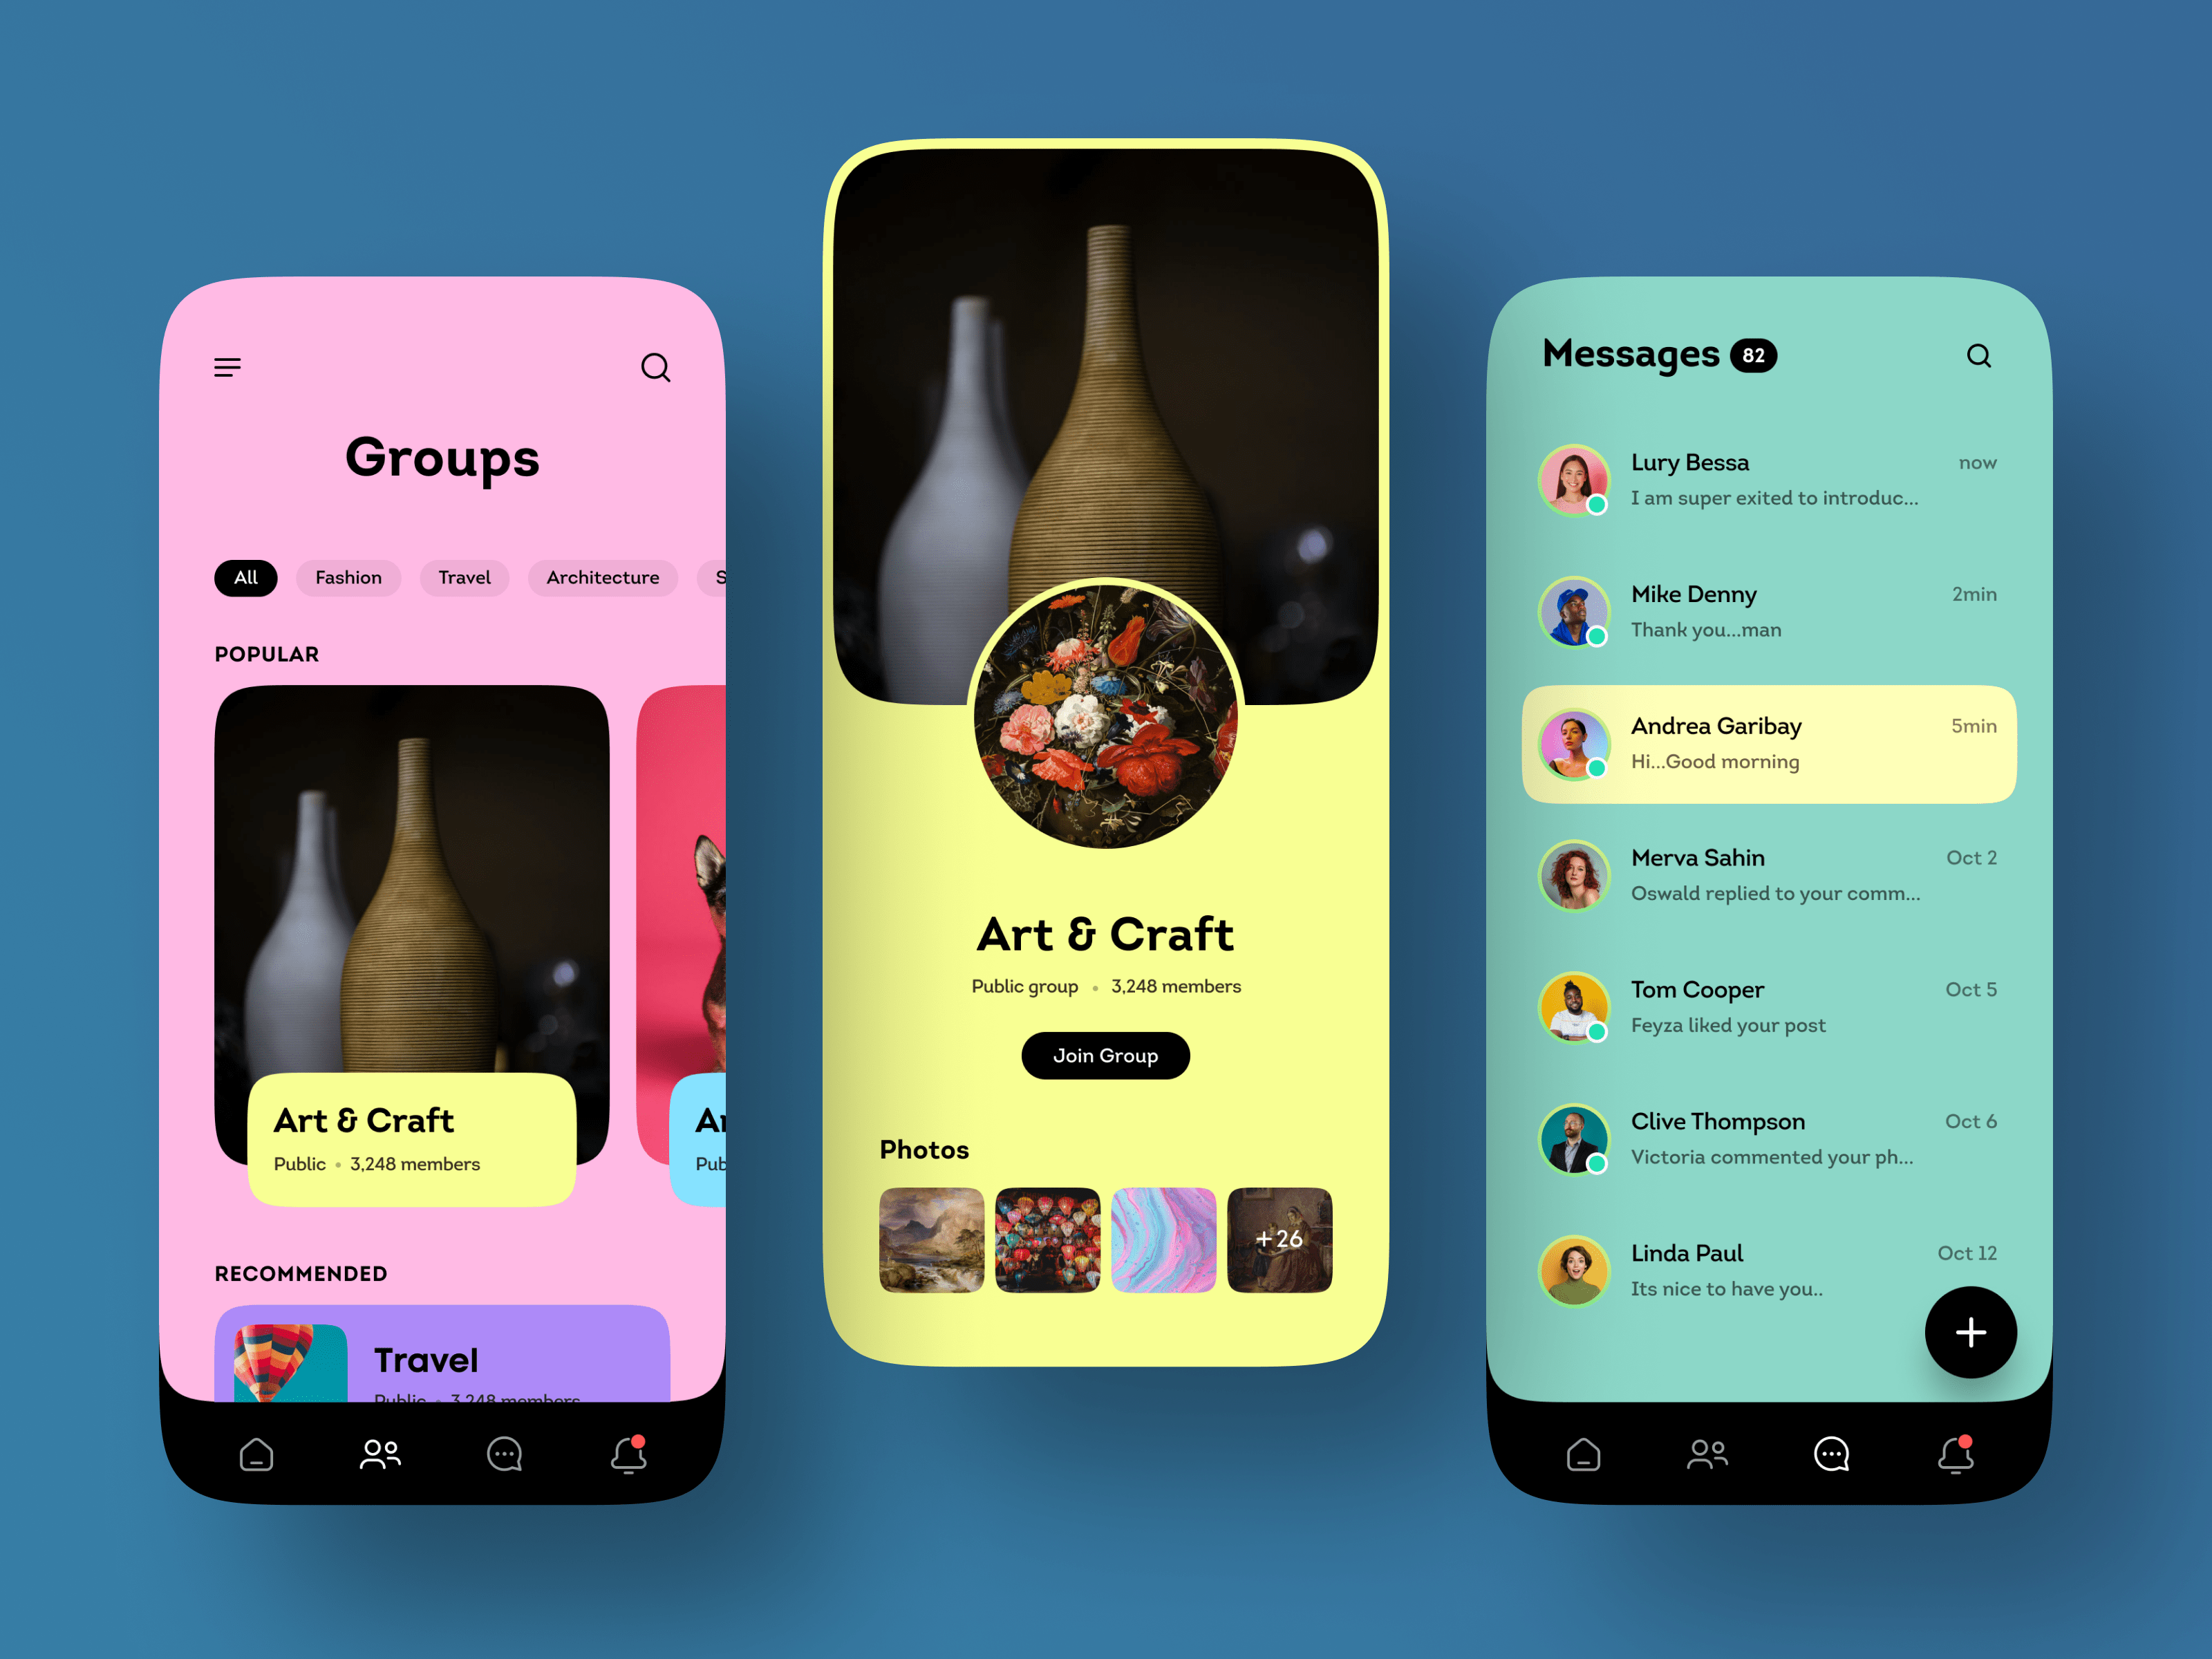 Groups
All
Fashion
Travel
Architecture
S
POPULAR
Art & Craft
Public • 3,248 members
Pub
RECOMMENDED
Travel
Public • 3,248 members
Art & Craft
Public group • 3,248 members
Join Group
Photos
+26
Messages 82
Lury Bessa
now
I am super exited to introduc...
Mike Denny
2min
Thank you...man
Andrea Garibay
5min
Hi...Good morning
Merva Sahin
Oct 2
Oswald replied to your comm...
Tom Cooper
Oct 5
Feyza liked your post
Clive Thompson
Oct 6
Victoria commented your ph...
Linda Paul
Oct 12
Its nice to have you..